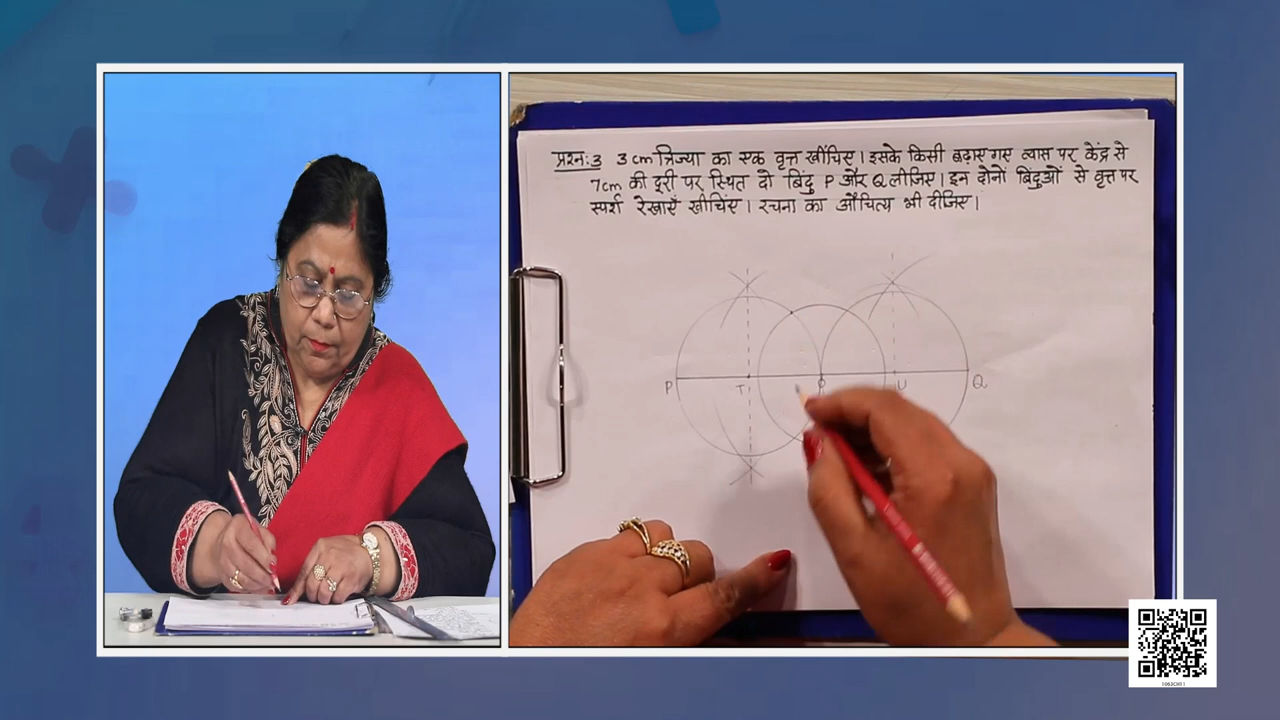 प्रश्न:3 3 cm त्रिज्या का एक वृत्त खींचिए। इसके किसी बढ़ाए गए व्यास पर केंद्र से
7cm की दूरी पर स्थित दो बिंदु P और Q लीजिए। इन दोनो बिंदुओं से वृत्त पर
स्पर्श रेखाएँ खीचिंए। रचना का औचित्य भी दीजिए।
P T O U Q